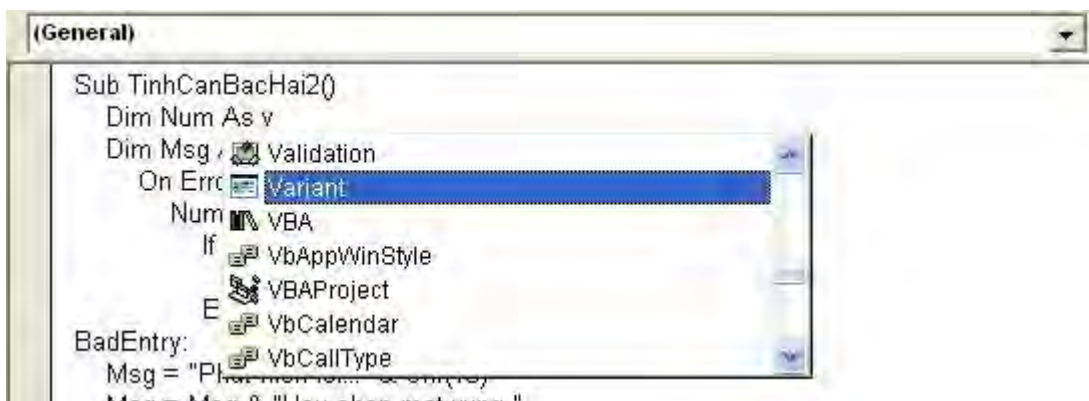 (General)
Sub TinhCanBacHai2()
Dim Num As v
Dim Msg
Validation
On Erro
Variant
Num
VBA
If
VbAppWinStyle
VBAProject
E
VbCalendar
BadEntry:
VbCallType
Msg = "Ph